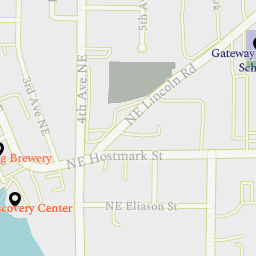 5th Ave
Gateway
Sch
3rd Ave NE
4th Ave NE
NE Lincoln Rd
g Brewery
NE Hostmark St
covery Center
NE Eliason St